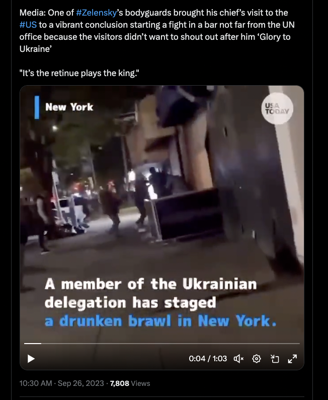 Media: One of #Zelensky's bodyguards brought his chief's visit to the
#US to a vibrant conclusion starting a fight in a bar not far from the UN
office because the visitors didn't want to shout out after him 'Glory to
Ukraine'
"It's the retinue plays the king."
New York
USA
TODAY
A member of the Ukrainian
delegation has staged
a drunken brawl in New York.
0:04 / 1:03
10:30 AM · Sep 26, 2023 · 7,808 Views